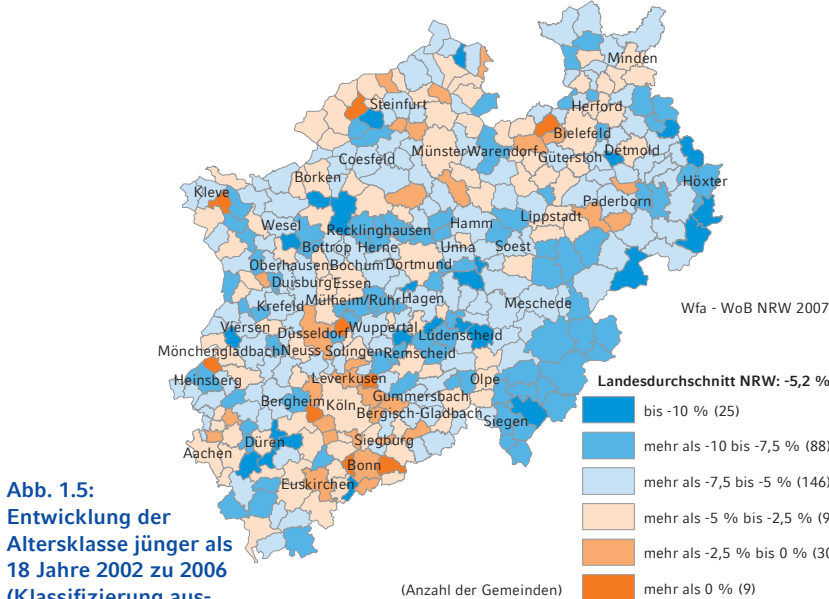 Minden
Steinfurt
Herford
Bielefeld
Münster
Warendorf
Gütersloh
Detmold
Coesfeld
Borken
Höxter
Kleve
Paderborn
Wesel
Recklinghausen
Hamm
Lippstadt
Bottrop
Herne
Unna
Soest
Oberhausen
Bochum
Dortmund
Duisburg
Essen
Krefeld
Mülheim/Ruhr
Hagen
Meschede
Wfa - WoB NRW 2007
Viersen
Düsseldorf
Wuppertal
Lüdenscheid
Mönchengladbach
Neuss
Solingen
Remscheid
Heinsberg
Leverkusen
Olpe
Landesdurchschnitt NRW: -5,2 %
Bergheim
Köln
Gummersbach
Bergisch-Gladbach
Siegen
bis -10 % (25)
Düren
Siegburg
mehr als -10 bis -7,5 % (88)
Aachen
Bonn
mehr als -7,5 bis -5 % (146)
Euskirchen
mehr als -5 % bis -2,5 % (9
mehr als -2,5 % bis 0 % (30
mehr als 0 % (9)
(Anzahl der Gemeinden)
Abb. 1.5:
Entwicklung der
Altersklasse jünger als
18 Jahre 2002 zu 2006
(Klassifizierung aus-